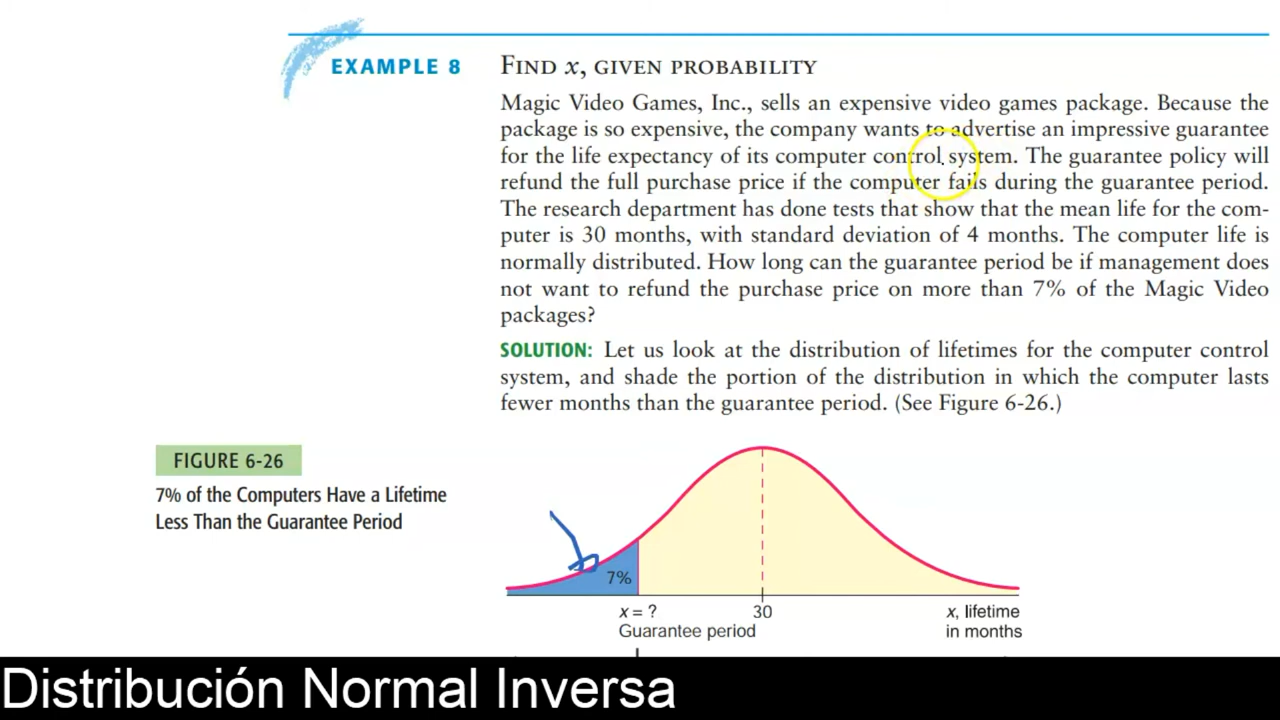 EXAMPLE 8 FIND x, GIVEN PROBABILITY
Magic Video Games, Inc., sells an expensive video games package. Because the
package is so expensive, the company wants to advertise an impressive guarantee
for the life expectancy of its computer control system. The guarantee policy will
refund the full purchase price if the computer fails during the guarantee period.
The research department has done tests that show that the mean life for the com-
puter is 30 months, with standard deviation of 4 months. The computer life is
normally distributed. How long can the guarantee period be if management does
not want to refund the purchase price on more than 7% of the Magic Video
packages?
SOLUTION: Let us look at the distribution of lifetimes for the computer control
system, and shade the portion of the distribution in which the computer lasts
fewer months than the guarantee period. (See Figure 6-26.)
FIGURE 6-26
7% of the Computers Have a Lifetime
Less Than the Guarantee Period
7%
x = ? 30 x, lifetime
Guarantee period in months
Distribución Normal Inversa